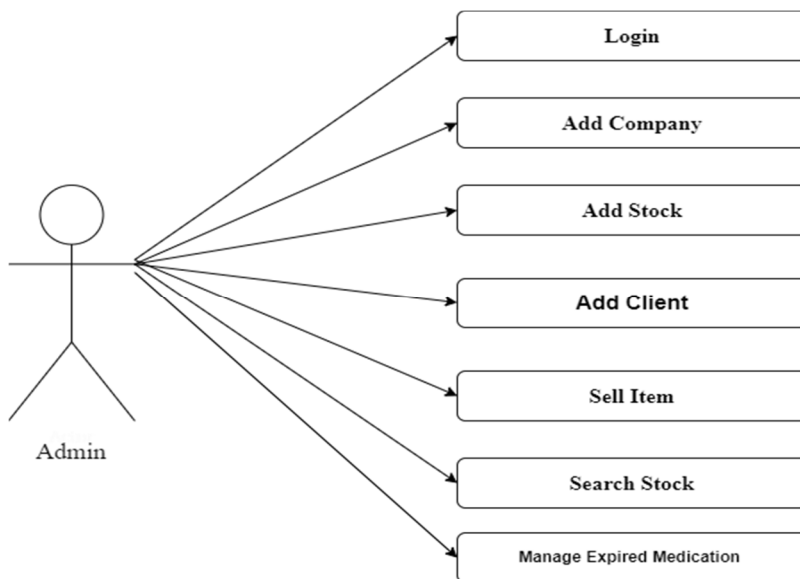 Login
Add Company
Add Stock
Add Client
Sell Item
Admin
Search Stock
Manage Expired Medication